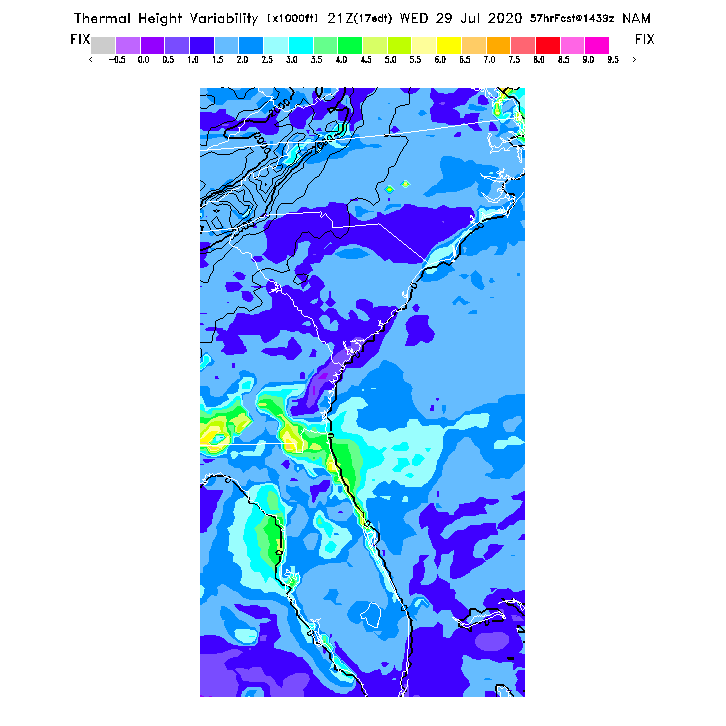 Thermal Height Variability [x1000ft] 21Z(17edt) WED 29 Jul 2020 57hrFcst@1439z NAM
FIX FIX
< -0.5 0.0 0.5 1.0 1.5 2.0 2.5 3.0 3.5 4.0 4.5 5.0 5.5 6.0 6.5 7.0 7.5 8.0 8.5 9.0 9.5 >